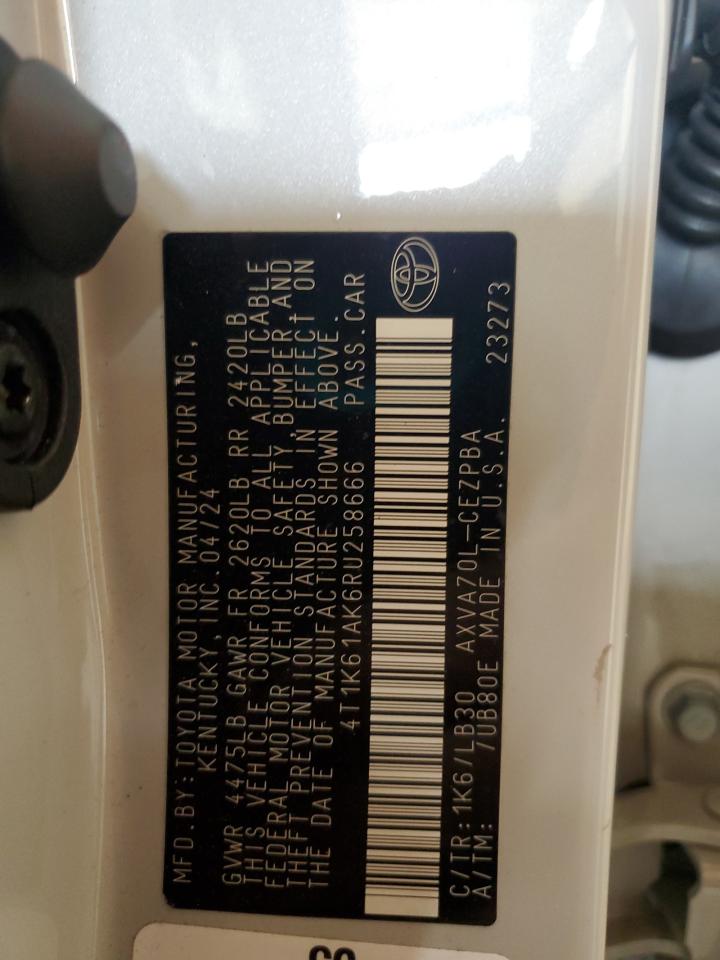 MFD.BY:TOYOTA MOTOR MANUFACTURING,
KENTUCKY, INC.04/24
GVWR 4475LB GAWR FR 2620LB RR 2420LB
THIS VEHICLE CONFORMS TO ALL APPLICABLE
FEDERAL MOTOR VEHICLE SAFETY, BUMPER,AND
THEFT PREVENTION STANDARDS IN EFFECT ON
THE DATE OF MANUFACTURE SHOWN ABOVE.
4T1K61AK6RU258666 PASS.CAR
C/TR:1K6/LB30 AXVA70L-CEZPBA
A/TM: /UB80E MADE IN U.S.A. 23273